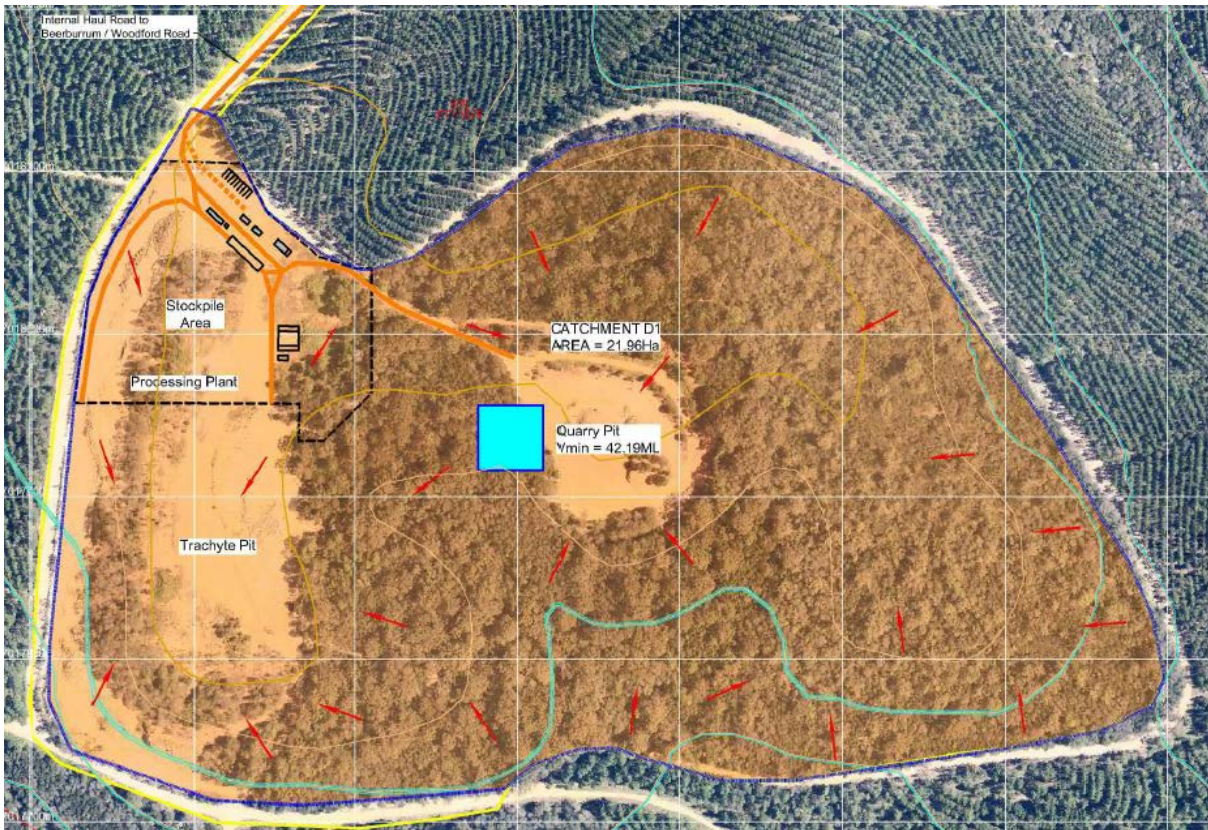 Internal Haul Road to
Beerburrum / Woodford Road
Stockpile
Area
CATCHMENT D1
AREA = 21.96Ha
Processing Plant
Quarry Pit
Vmin = 42.19ML
Trachyte Pit